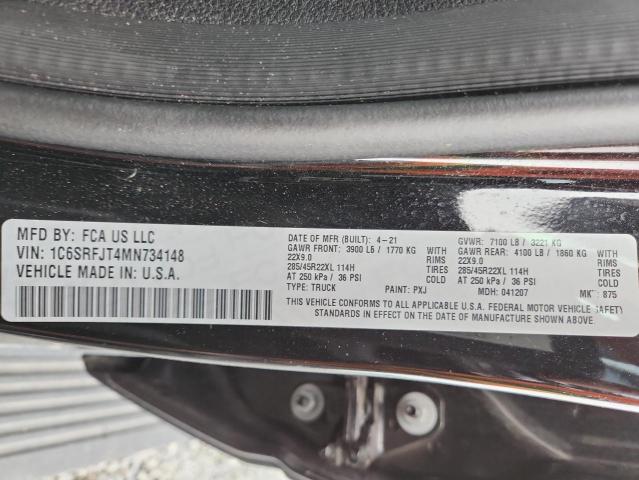 MFD BY: FCA US LLC
VIN: 1C6SRFJT4MN734148
VEHICLE MADE IN: U.S.A.
DATE OF MFR (BUILT): 4-21 GVWR: 7100 LB / 3221 KG
GAWR FRONT: 3900 LB / 1770 KG WITH GAWR REAR: 4100 LB / 1860 KG WITH
22X9.0 RIMS 22X9.0 RIMS
285/45R22XL 114H TIRES 285/45R22XL 114H TIRES
AT 250 kPa / 36 PSI COLD AT 250 kPa / 36 PSI COLD
TYPE: TRUCK PAINT: PXJ MDH: 041207 875
THIS VEHICLE CONFORMS TO ALL APPLICABLE U.S.A. FEDERAL MOTOR VEHICLE SAFETY
STANDARDS IN EFFECT ON DATE OF MANUFACTURE SHOWN ABOVE.